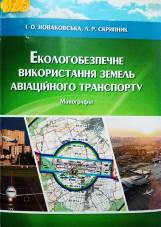 І. О. НОВАКОВСЬКА, Л. Р. СКРИПНИК
ЕКОЛОГОБЕЗПЕЧНЕ
ВИКОРИСТАННЯ ЗЕМЕЛЬ
АВІАЦІЙНОГО ТРАНСПОРТУ
Монографія